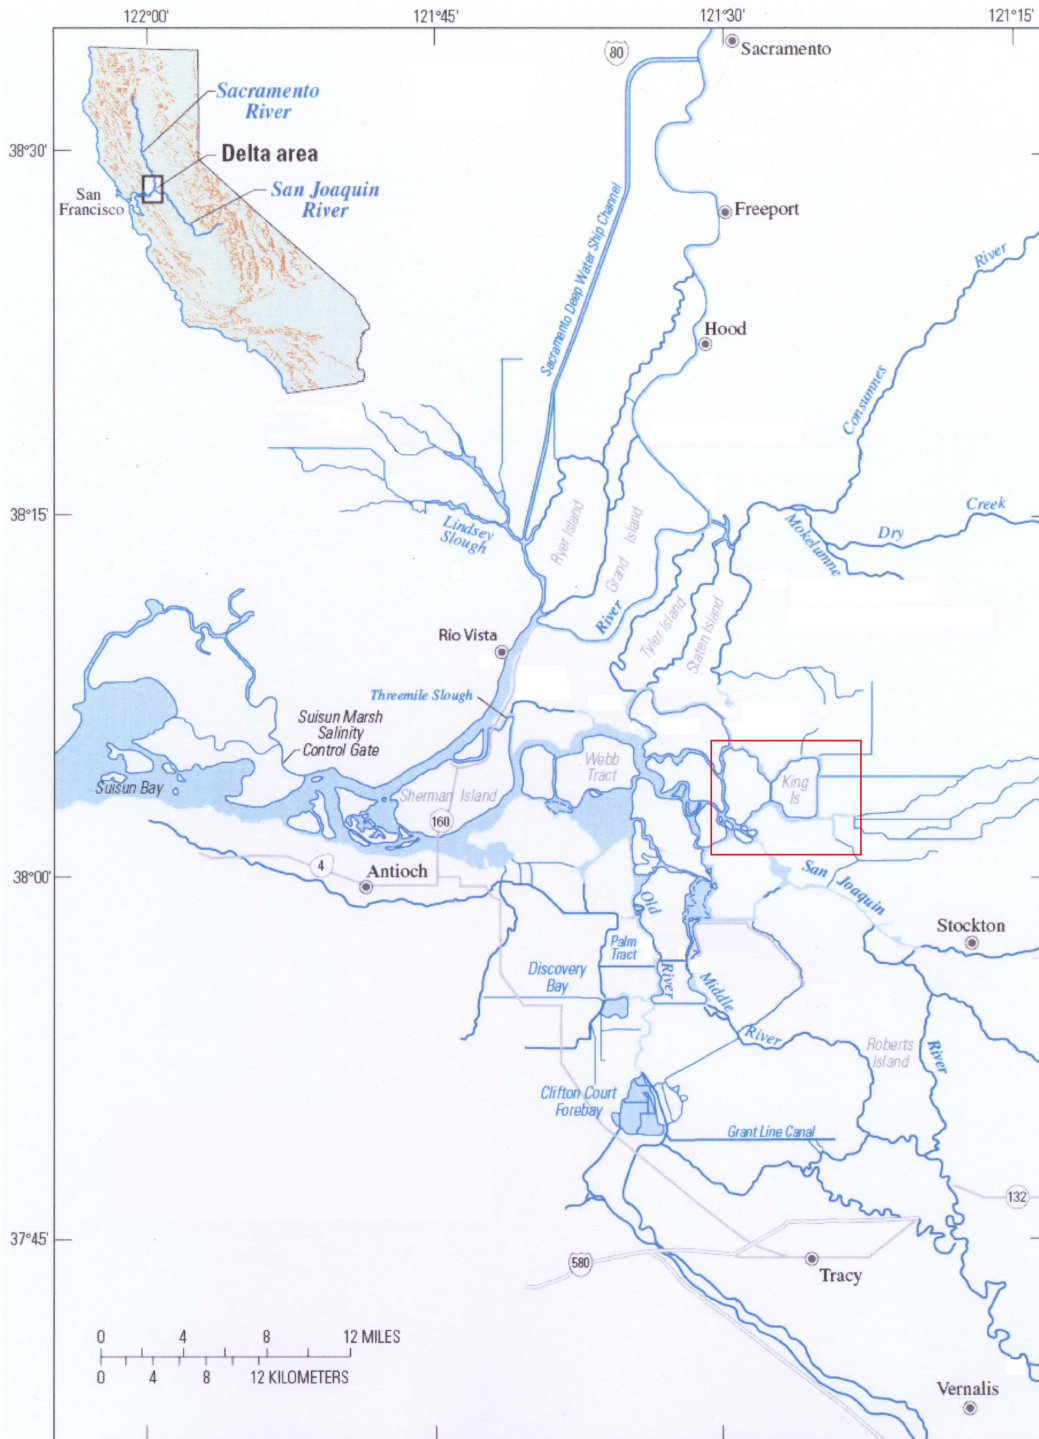 122°00'
121°45'
121°30'
121°15'
80
Sacramento
Sacramento
River
38°30'
Delta area
San
Francisco
San Joaquin
River
Sacramento Deep Water Ship Channel
Freeport
River
Hood
Consumnes
38°15'
Lindsey
Slough
Ryer Island
Grand Island
Mokelumne
Dry
Creek
River
Tyler Island
Staten Island
Rio Vista
Threemile Slough
Suisun Marsh
Salinity
Control Gate
Webb
Tract
King
Is
Suisun Bay
Sherman Island
160
4
Antioch
38°00'
San
Joaquin
Old
River
Stockton
Palm
Tract
Discovery
Bay
Middle
River
Roberts
Island
River
Clifton Court
Forebay
Grant Line Canal
132
37°45'
580
Tracy
0 4 8 12 MILES
0 4 8 12 KILOMETERS
Vernalis